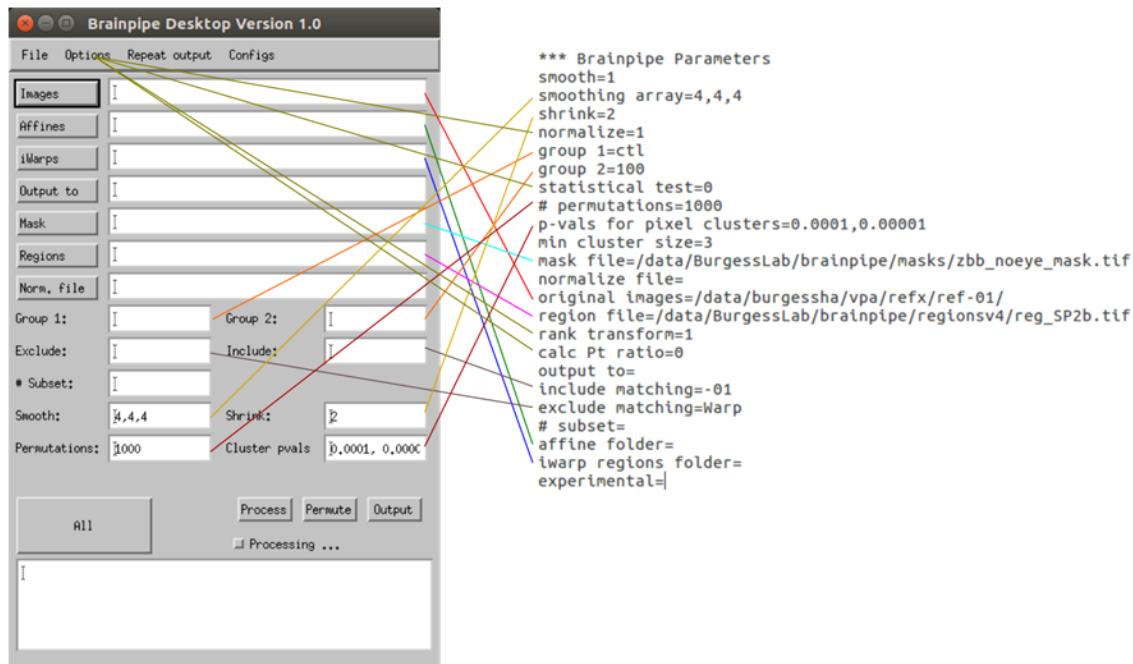 Brainpipe Desktop Version 1.0
File Options Repeat output Configs
Images
Affines
iWarps
Output to
Mask
Regions
Norm. file
Group 1: Group 2:
Exclude: Include:
# Subset:
Smooth: 4,4,4 Shrink: 2
Permutations: 1000 Cluster pvals 0.0001, 0.000
All Process Permute Output
Processing ...
*** Brainpipe Parameters
smooth=1
smoothing array=4,4,4
shrink=2
normalize=1
group 1=ctl
group 2=100
statistical test=0
# permutations=1000
p-vals for pixel clusters=0.0001,0.00001
min cluster size=3
mask file=/data/BurgessLab/brainpipe/masks/zbb_noeye_mask.tif
normalize file=
original images=/data/burgessha/vpa/refx/ref-01/
region file=/data/BurgessLab/brainpipe/regionsv4/reg_SP2b.tif
rank transform=1
calc Pt ratio=0
output to=
include matching=-01
exclude matching=Warp
# subset=
affine folder=
iwarp regions folder=
experimental=